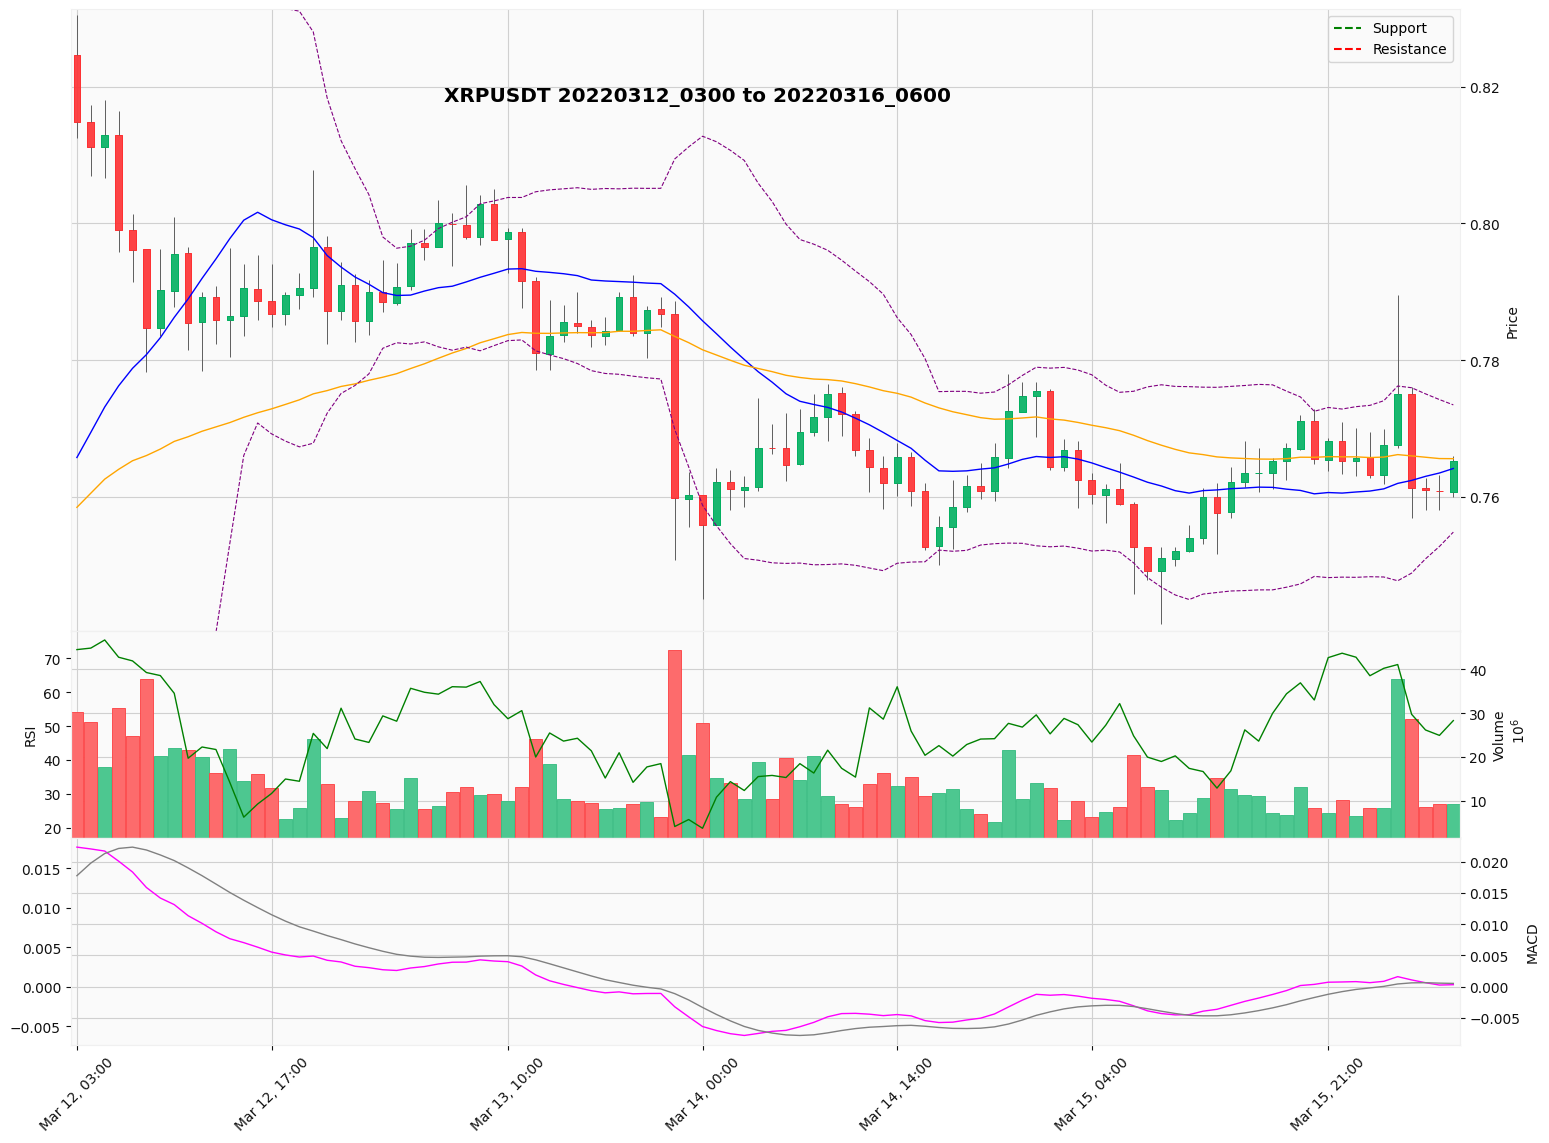 Support
Resistance
XRPUSDT 20220312_0300 to 20220316_0600
0.82
0.80
0.78
0.76
Price
70
60
50
40
30
20
RSI
40
30
20
10
Volume
10^6
0.015
0.010
0.005
0.000
−0.005
0.020
0.015
0.010
0.005
0.000
−0.005
MACD
Mar 12, 03:00
Mar 12, 17:00
Mar 13, 10:00
Mar 14, 00:00
Mar 14, 14:00
Mar 15, 04:00
Mar 15, 21:00